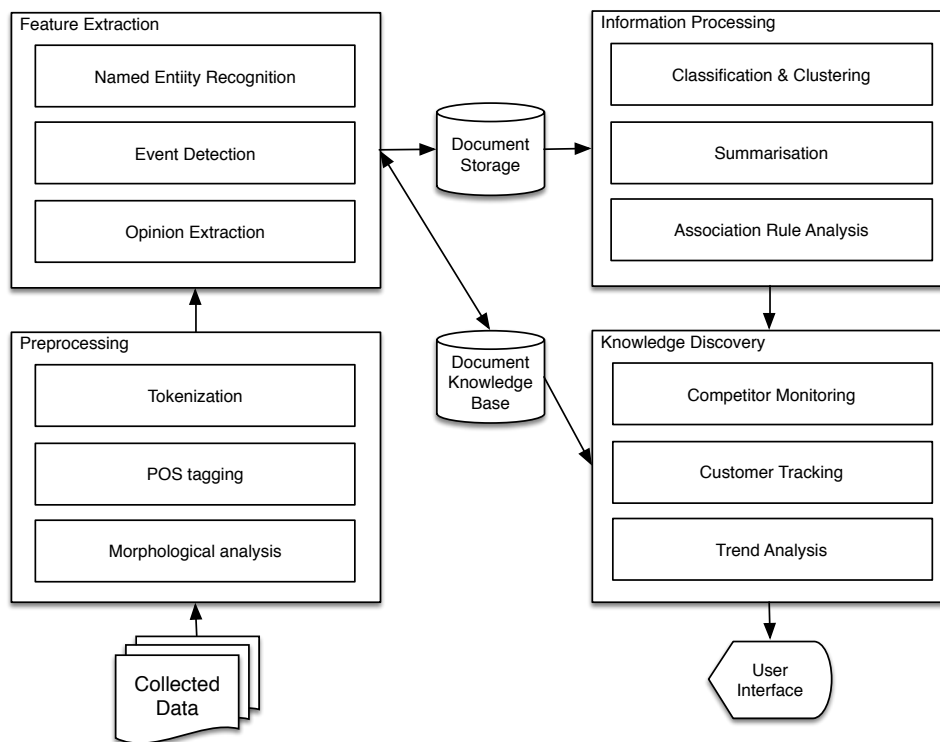 Feature Extraction
Named Entiity Recognition
Event Detection
Opinion Extraction
Preprocessing
Tokenization
POS tagging
Morphological analysis
Collected
Data
Document
Storage
Document
Knowledge
Base
Information Processing
Classification & Clustering
Summarisation
Association Rule Analysis
Knowledge Discovery
Competitor Monitoring
Customer Tracking
Trend Analysis
User
Interface